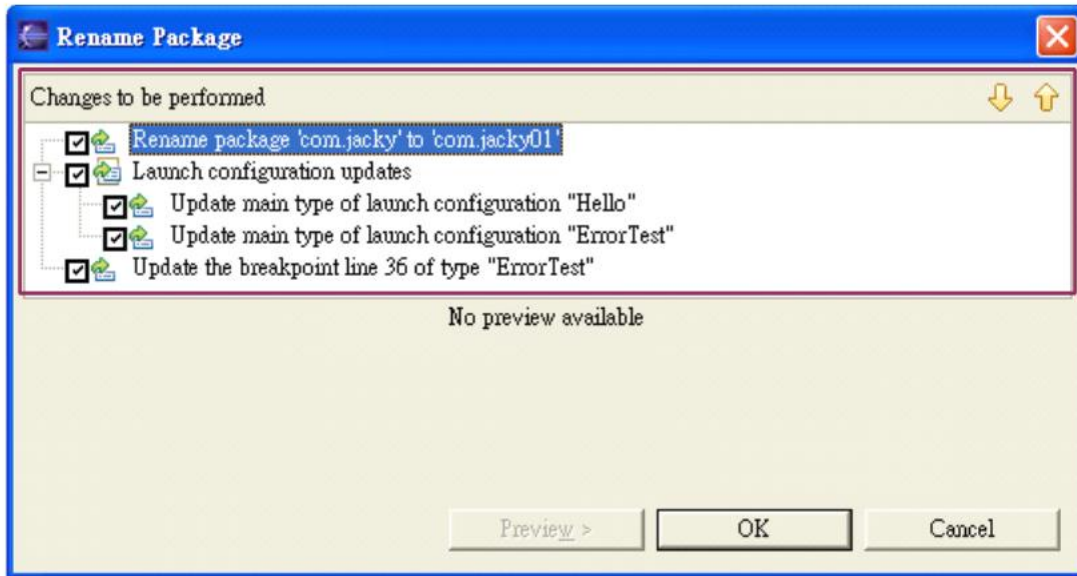 Rename Package
Changes to be performed
Rename package 'com.jacky' to 'com.jacky01'
Launch configuration updates
Update main type of launch configuration "Hello"
Update main type of launch configuration "ErrorTest"
Update the breakpoint line 36 of type "ErrorTest"
No preview available
Preview >
OK
Cancel